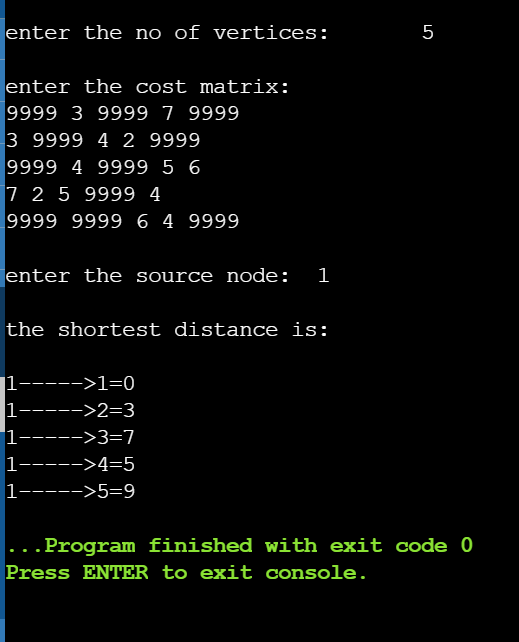 enter the no of vertices:       5
enter the cost matrix:
9999 3 9999 7 9999
3 9999 4 2 9999
9999 4 9999 5 6
7 2 5 9999 4
9999 9999 6 4 9999
enter the source node:  1
the shortest distance is:
1----->1=0
1----->2=3
1----->3=7
1----->4=5
1----->5=9
...Program finished with exit code 0
Press ENTER to exit console.